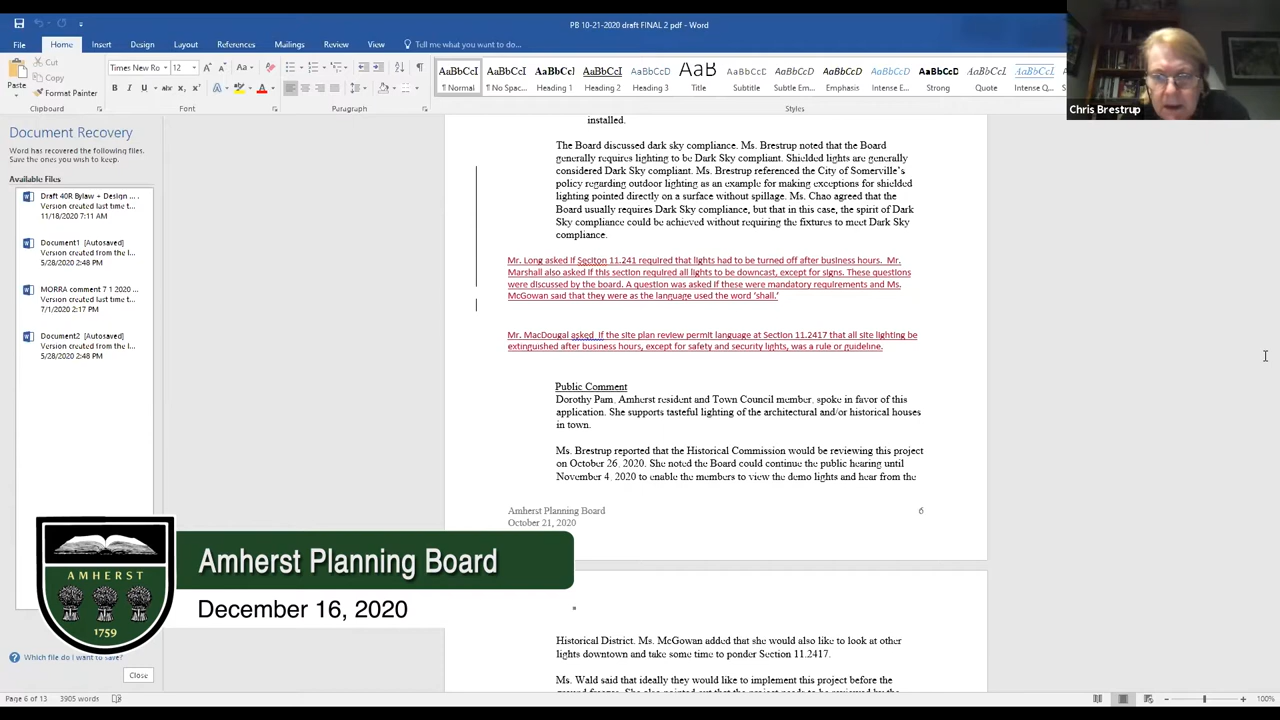 PB 10-21-2020 draft FINAL 2 pdf - Word
File Home Insert Design Layout References Mailings Review View Tell me what you want to do...
Cut
Copy
Format Painter
Paste
Times New Ro 12
AaBbCcI AaBbCcI AaBbCcI AaBbCcI AaBbCcD AaB AaBbCcD AaBbCcD AaBbCcD AaBbCcD AaBbCcI AaBbCcD AaBbCcI
¶ Normal ¶ No Spac... Heading 1 Heading 2 Heading 3 Title Subtitle Subtle Em... Emphasis Intense E... Strong Quote Intense Q...
Clipboard Font Paragraph Styles
Chris Brestrup
Document Recovery
Word has recovered the following files.
Save the ones you wish to keep.
Available Files
Draft 40R Bylaw + Design ...
Version created last time t...
11/18/2020 7:11 AM
Document1 [Autosaved]
Version created from the l...
5/28/2020 2:48 PM
MORRA comment 7 1 2020 ...
Version created last time t...
7/1/2020 2:17 PM
Document2 [Autosaved]
Version created from the l...
5/28/2020 2:48 PM
Which file do I want to save?
Close
installed.
The Board discussed dark sky compliance. Ms. Brestrup noted that the Board
generally requires lighting to be Dark Sky compliant. Shielded lights are generally
considered Dark Sky compliant. Ms. Brestrup referenced the City of Somerville's
policy regarding outdoor lighting as an example for making exceptions for shielded
lighting pointed directly on a surface without spillage. Ms. Chao agreed that the
Board usually requires Dark Sky compliance, but that in this case, the spirit of Dark
Sky compliance could be achieved without requiring the fixtures to meet Dark Sky
compliance.
Mr. Long asked if Seciton 11.241 required that lights had to be turned off after business hours. Mr.
Marshall also asked if this section required all lights to be downcast, except for signs. These questions
were discussed by the board. A question was asked if these were mandatory requirements and Ms.
McGowan said that they were as the language used the word 'shall.'
Mr. MacDougal asked if the site plan review permit language at Section 11.2417 that all site lighting be
extinguished after business hours, except for safety and security lights, was a rule or guideline.
Public Comment
Dorothy Pam, Amherst resident and Town Council member, spoke in favor of this
application. She supports tasteful lighting of the architectural and/or historical houses
in town.
Ms. Brestrup reported that the Historical Commission would be reviewing this project
on October 26, 2020. She noted the Board could continue the public hearing until
November 4, 2020 to enable the members to view the demo lights and hear from the
Amherst Planning Board 6
October 21, 2020
Historical District. Ms. McGowan added that she would also like to look at other
lights downtown and take some time to ponder Section 11.2417.
Ms. Wald said that ideally they would like to implement this project before the
AMHERST
1759
Amherst Planning Board
December 16, 2020
Page 6 of 13 3905 words
100%